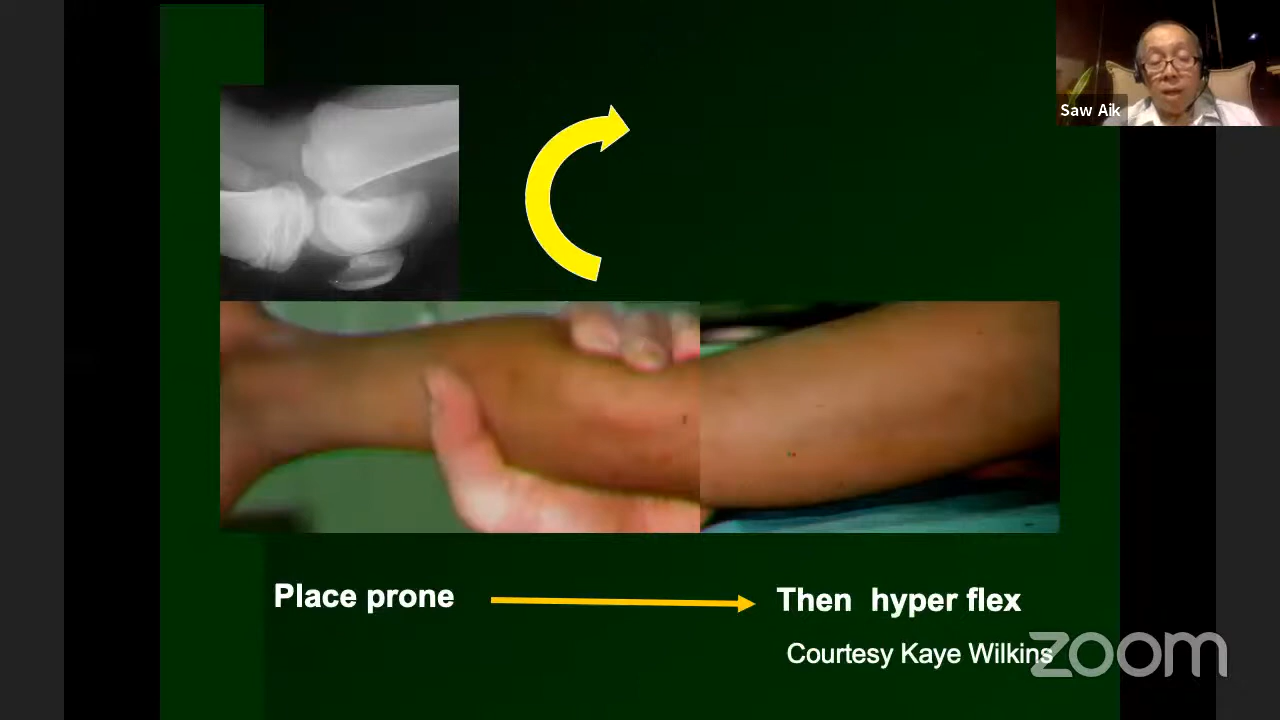 Saw Aik
Place prone
Then hyper flex
Courtesy Kaye Wilkins
zoom